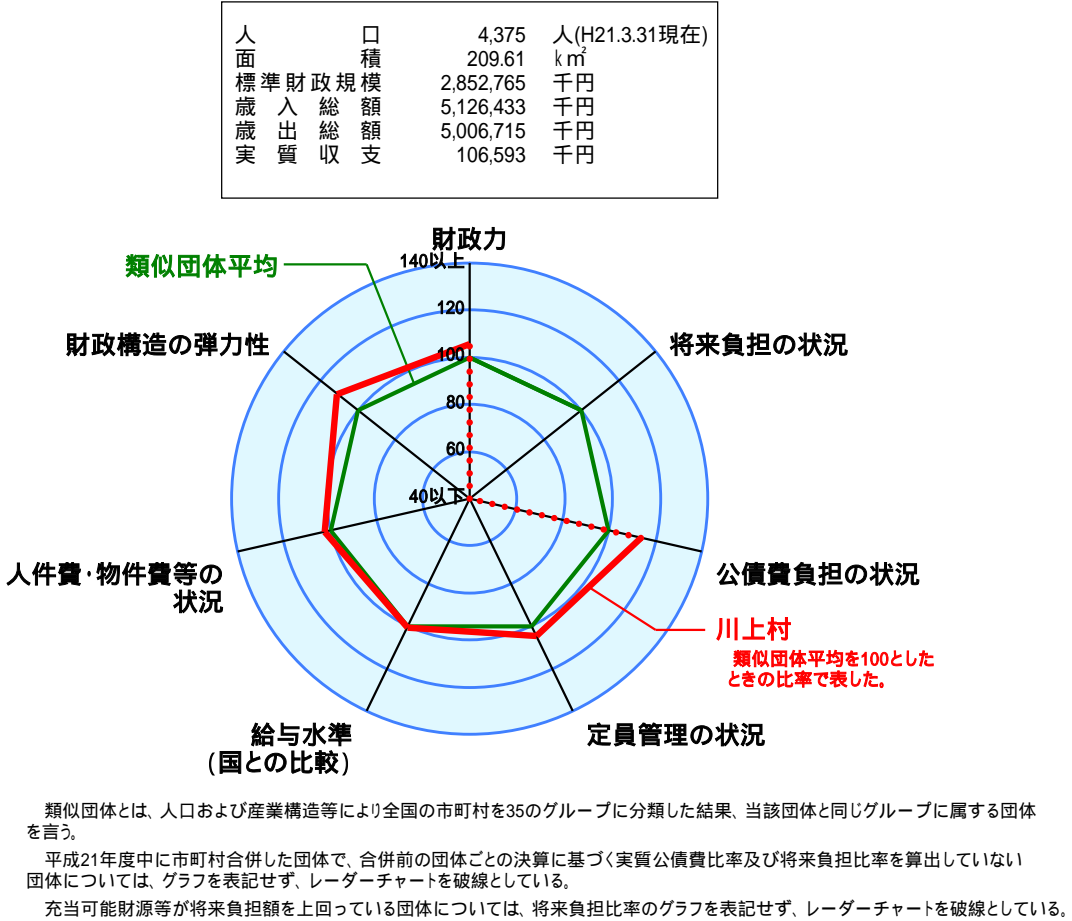 人口 4,375 人(H21.3.31現在)
面積 209.61 k㎡
標準財政規模 2,852,765 千円
歳入総額 5,126,433 千円
歳出総額 5,006,715 千円
実質収支 106,593 千円
財政力
類似団体平均
140以上
120
100
80
60
40以下
財政構造の弾力性
将来負担の状況
人件費・物件費等の
状況
公債費負担の状況
川上村
類似団体平均を100とした
ときの比率で表した。
給与水準
(国との比較)
定員管理の状況
類似団体とは、人口および産業構造等により全国の市町村を35のグループに分類した結果、当該団体と同じグループに属する団体
を言う。
平成21年度中に市町村合併した団体で、合併前の団体ごとの決算に基づく実質公債費比率及び将来負担比率を算出していない
団体については、グラフを表記せず、レーダーチャートを破線としている。
充当可能財源等が将来負担額を上回っている団体については、将来負担比率のグラフを表記せず、レーダーチャートを破線としている。